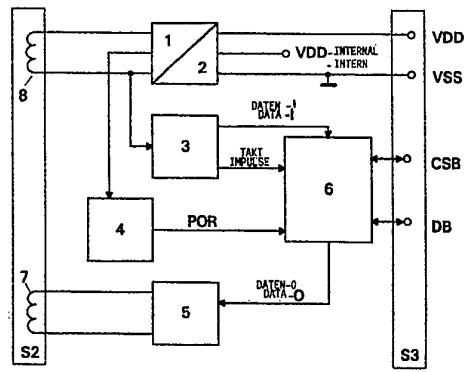 1
VDD
2
VDD-INTERNAL
-INTERN
VSS
8
DATEN-I
DATA-I
3
TAKT
IMPULSE
6
CSB
4
POR
DB
7
DATEN-O
DATA-O
5
S2
S3